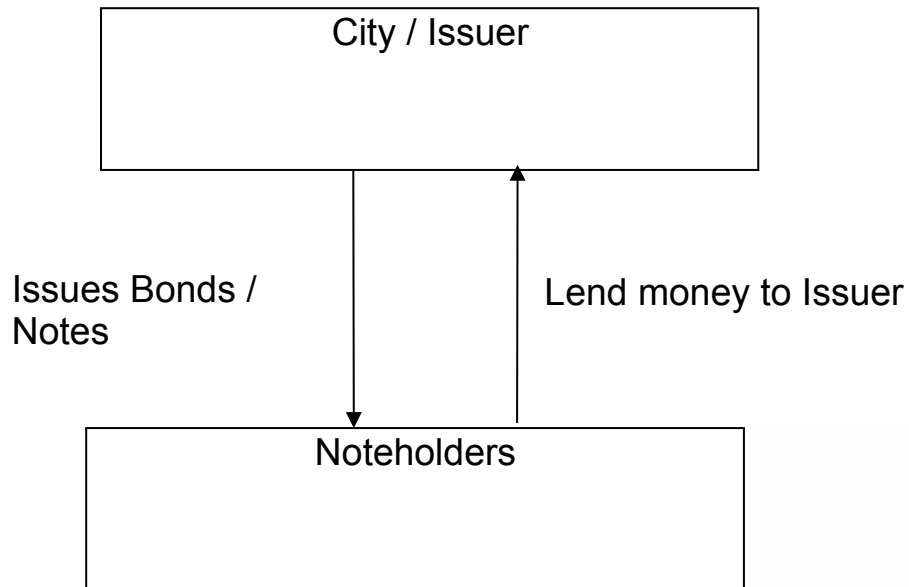 City / Issuer
Issues Bonds /
Notes
Lend money to Issuer
Noteholders